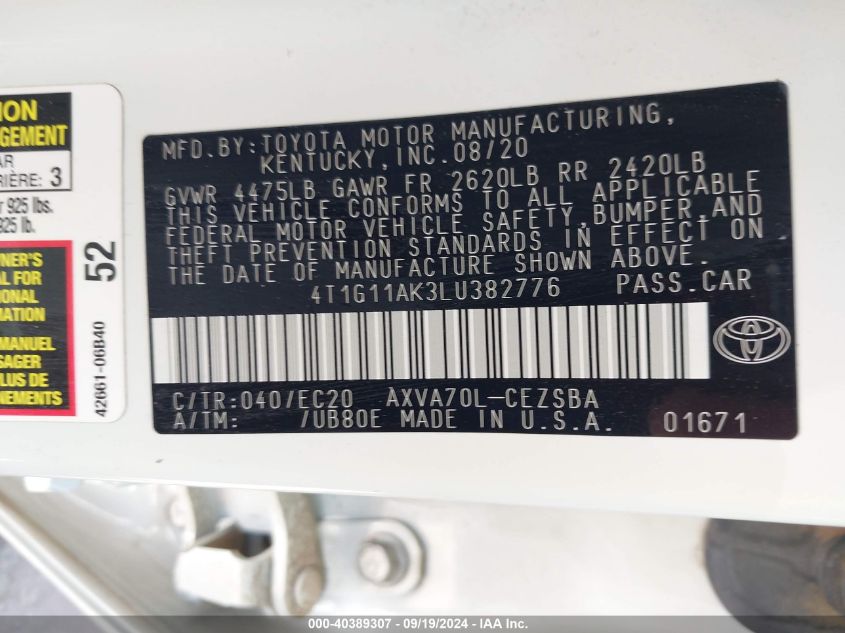 ION
GEMENT
AR
RIÈRE: 3
925 lbs.
925 lb.
NER'S
AL FOR
IONAL
MATION
MANUEL
SAGER
PLUS DE
EMENTS
52
42661-06B40
MFD.BY:TOYOTA MOTOR MANUFACTURING,
KENTUCKY,INC.08/20
GVWR 4475LB GAWR FR 2620LB RR 2420LB
THIS VEHICLE CONFORMS TO ALL APPLICABLE
FEDERAL MOTOR VEHICLE SAFETY,BUMPER,AND
THEFT PREVENTION STANDARDS IN EFFECT ON
THE DATE OF MANUFACTURE SHOWN ABOVE.
4T1G11AK3LU382776 PASS.CAR
C/TR:040/EC20 AXVA70L-CEZSBA
A/TM: /UB80E MADE IN U.S.A. 01671
000-40389307 - 09/19/2024 - IAA Inc.